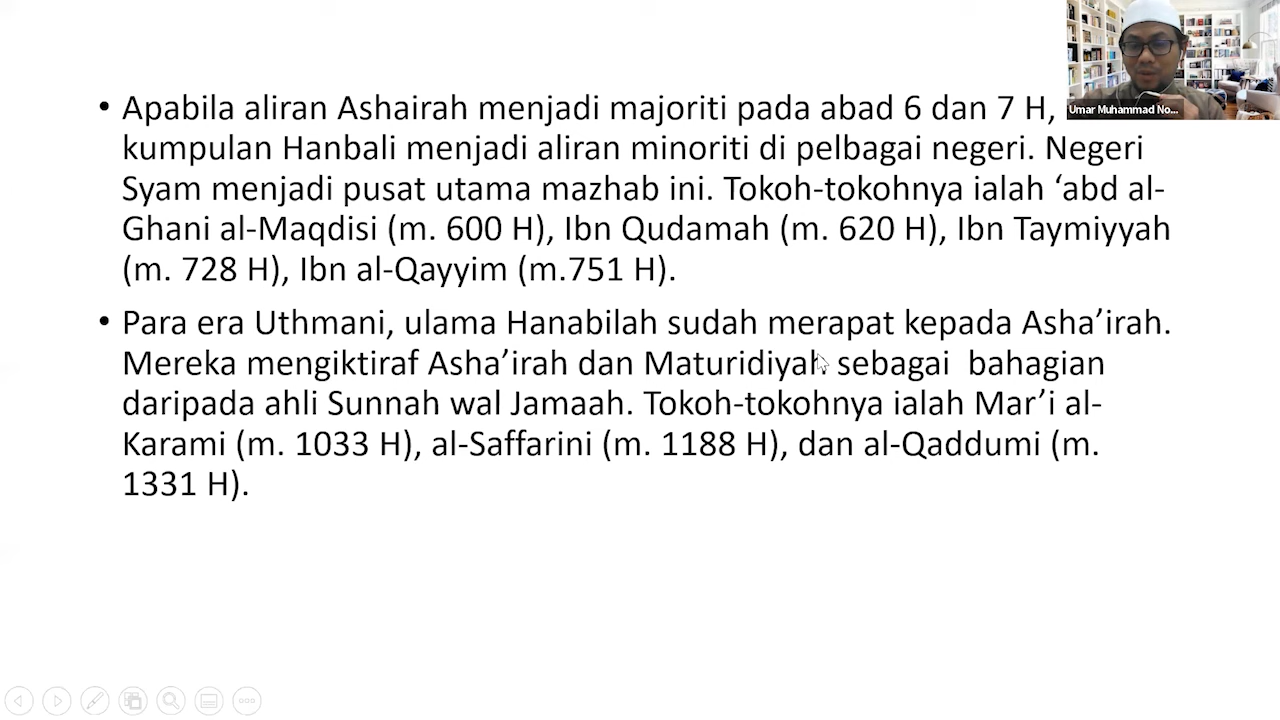 • Apabila aliran Ashairah menjadi majoriti pada abad 6 dan 7 H,
kumpulan Hanbali menjadi aliran minoriti di pelbagai negeri. Negeri
Syam menjadi pusat utama mazhab ini. Tokoh-tokohnya ialah ‘abd al-
Ghani al-Maqdisi (m. 600 H), Ibn Qudamah (m. 620 H), Ibn Taymiyyah
(m. 728 H), Ibn al-Qayyim (m.751 H).
• Para era Uthmani, ulama Hanabilah sudah merapat kepada Asha’irah.
Mereka mengiktiraf Asha’irah dan Maturidiyah sebagai  bahagian
daripada ahli Sunnah wal Jamaah. Tokoh-tokohnya ialah Mar’i al-
Karami (m. 1033 H), al-Saffarini (m. 1188 H), dan al-Qaddumi (m.
1331 H).
Umar Muhammad No...